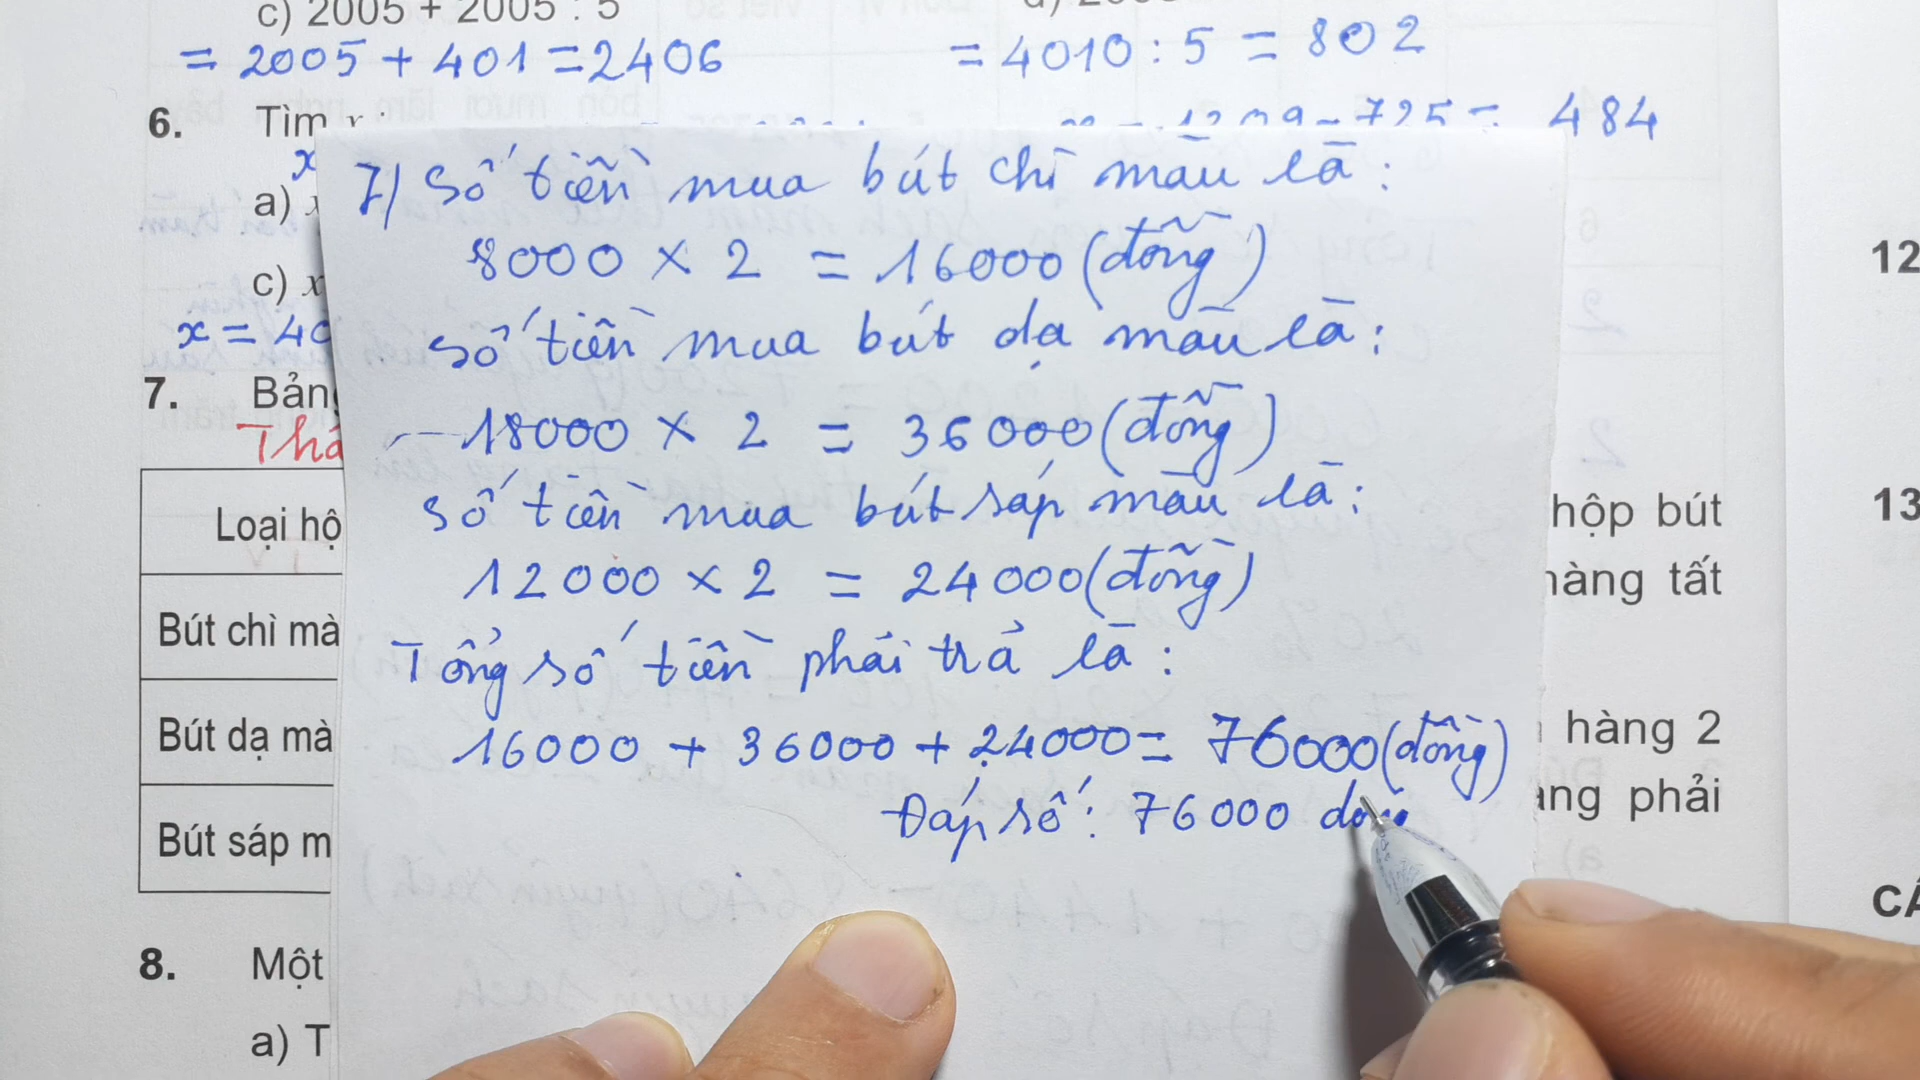 c) 2005 + 2005 : 5
= 2005 + 401 = 2406
= 4010 : 5 = 802
6. Tìm x
= 1209 - 725 = 484
x
a) x
c) x
x = 40
7. Bảng
Loại hộ
Bút chì mà
Bút dạ mà
Bút sáp m
7) Số tiền mua bút chì màu là:
8000 × 2 = 16000 (đồng)
Số tiền mua bút dạ màu là:
18000 × 2 = 36000 (đồng)
Số tiền mua bút sáp màu là:
12000 × 2 = 24000 (đồng)
Tổng số tiền phải trả là:
16000 + 36000 + 24000 = 76000 (đồng)
Đáp số: 76000
hộp bút
hàng tất
hàng 2
phải
8. Một
a) T
12
13